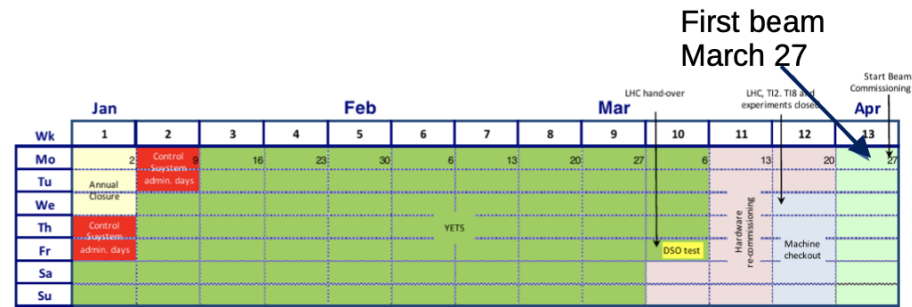 First beam
March 27
Start Beam
Commissioning
LHC hand-over
LHC, TI2. TI8 and
experiments closed
Jan
Feb
Mar
Apr
Wk 1 2 3 4 5 6 7 8 9 10 11 12 13
Mo 2 9 16 23 30 6 13 20 27 6 13 20 27
Tu
We
Th
Fr
Sa
Su
Annual
Closure
Control
Suystem
admin. days
Control
Suystem
admin. days
YETS
DSO test
Hardware
re-commissioning
Machine
checkout